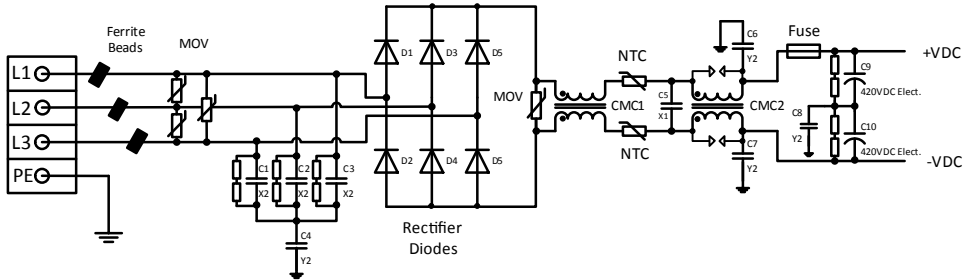 Ferrite
Beads
MOV
L1
L2
L3
PE
C1
X2
C2
X2
C3
X2
C4
Y2
D1
D3
D5
D2
D4
D5
Rectifier
Diodes
MOV
CMC1
NTC
NTC
C5
X1
CMC2
C6
Y2
C7
Y2
Fuse
+VDC
C9
420VDC Elect.
C8
Y2
C10
420VDC Elect.
-VDC